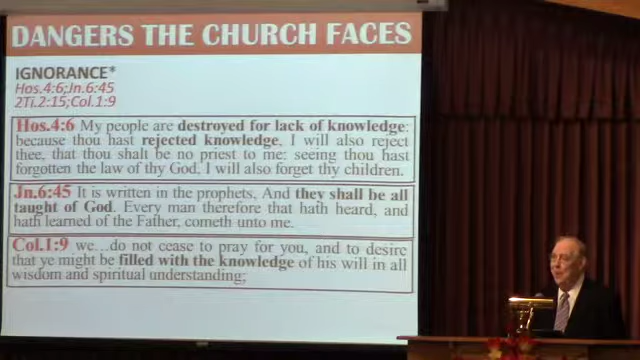 DANGERS THE CHURCH FACES
IGNORANCE*
Hos.4:6;Jn.6:45
2Ti.2:15;Col.1:9
Hos.4:6 My people are destroyed for lack of knowledge:
because thou hast rejected knowledge, I will also reject
thee, that thou shalt be no priest to me: seeing thou hast
forgotten the law of thy God, I will also forget thy children.
Jn.6:45 It is written in the prophets, And they shall be all
taught of God. Every man therefore that hath heard, and
hath learned of the Father, cometh unto me.
Col.1:9 we...do not cease to pray for you, and to desire
that ye might be filled with the knowledge of his will in all
wisdom and spiritual understanding;